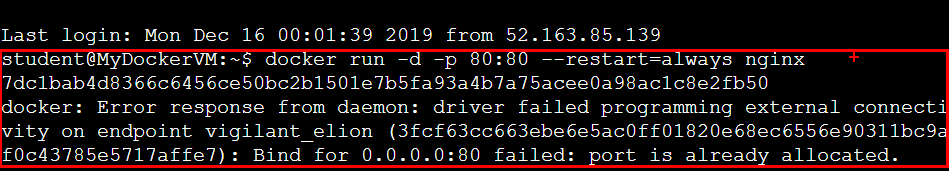 Last login: Mon Dec 16 00:01:39 2019 from 52.163.85.139
student@MyDockerVM:~$ docker run -d -p 80:80 --restart=always nginx
7dc1bab4d8366c6456ce50bc2b1501e7b5fa93a4b7a75acee0a98ac1c8e2fb50
docker: Error response from daemon: driver failed programming external connecti
vity on endpoint vigilant_elion (3fcf63cc663ebe6e5ac0ff01820e68ec6556e90311bc9a
f0c43785e5717affe7): Bind for 0.0.0.0:80 failed: port is already allocated.